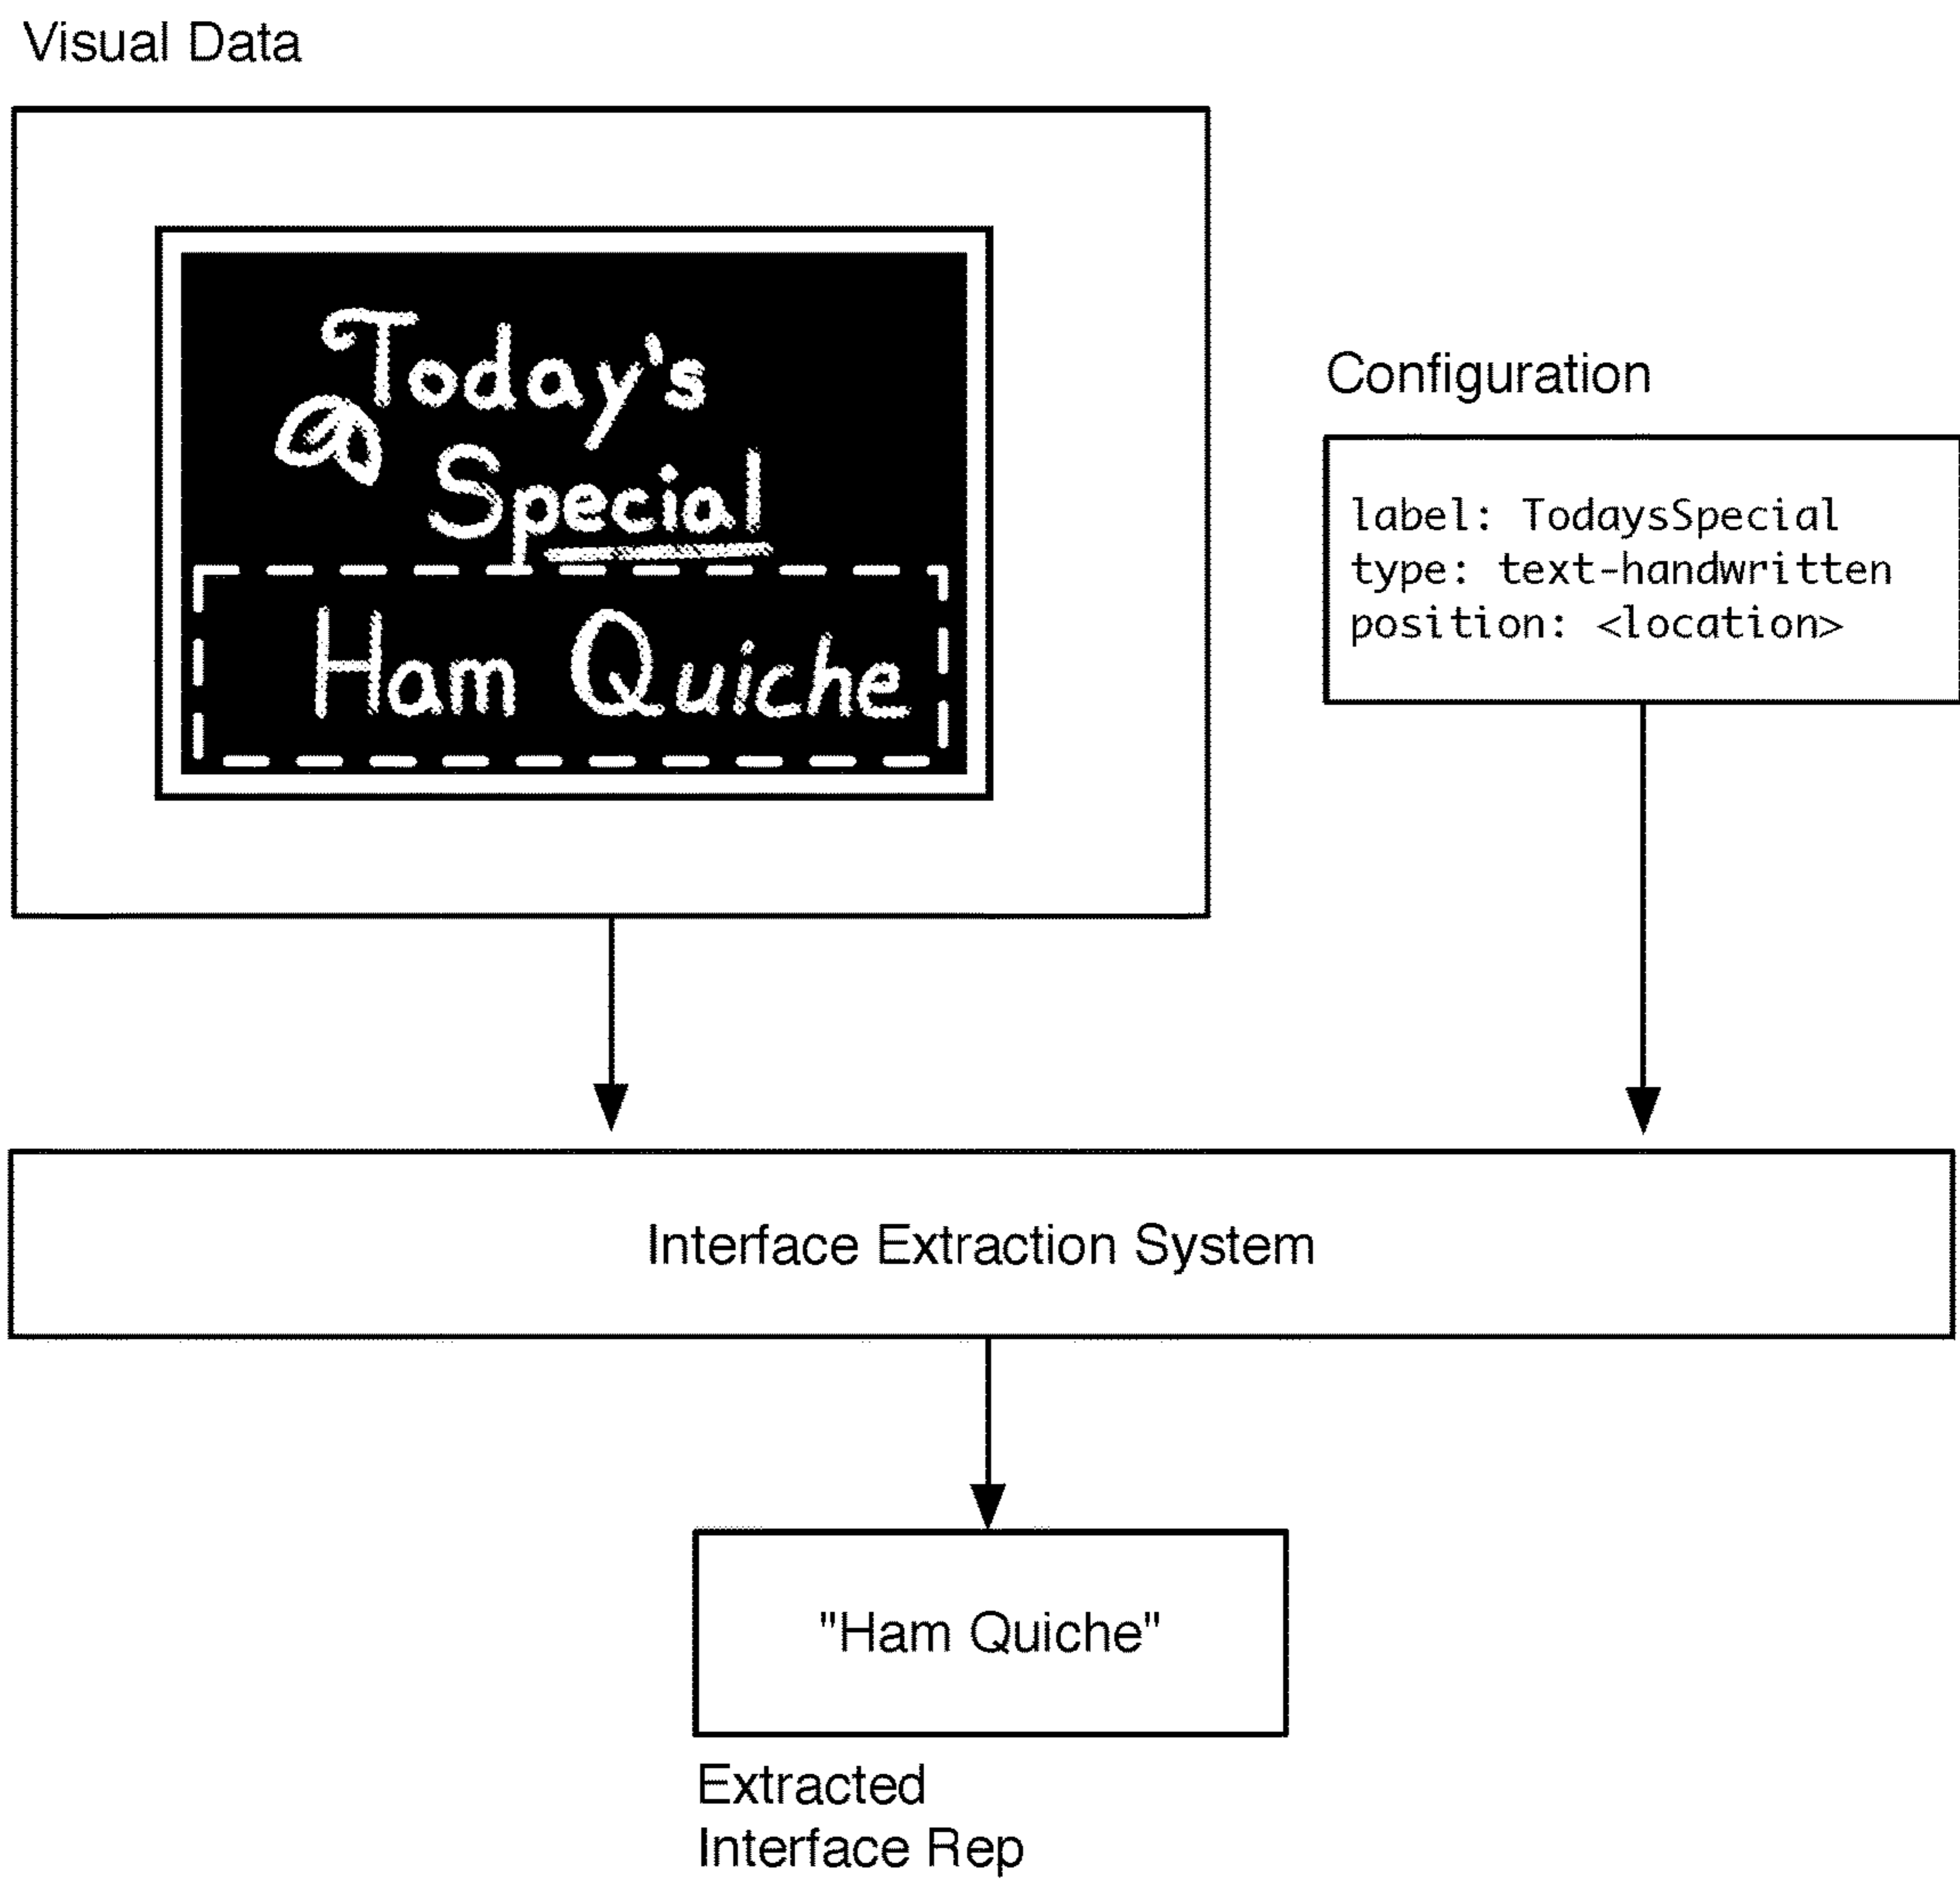 Visual Data
Today's
Special
Ham Quiche
Configuration
label: TodaysSpecial
type: text-handwritten
position: <location>
Interface Extraction System
"Ham Quiche"
Extracted
Interface Rep